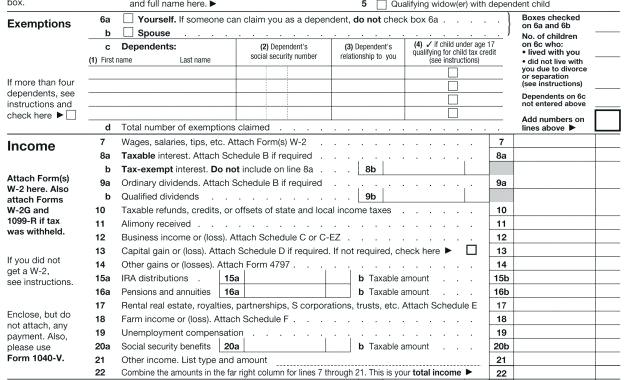 box. and full name here. ▶ 5 Qualifying widow(er) with dependent child
Exemptions
6a Yourself. If someone can claim you as a dependent, do not check box 6a . . . . .
b Spouse . . . . . . . . . . . . . . . . . . . . . . . .
c Dependents:
(1) First name Last name
(2) Dependent's
social security number
(3) Dependent's
relationship to you
(4) ✓ if child under age 17
qualifying for child tax credit
(see instructions)
If more than four
dependents, see
instructions and
check here ▶
Boxes checked
on 6a and 6b
No. of children
on 6c who:
• lived with you
• did not live with
you due to divorce
or separation
(see instructions)
Dependents on 6c
not entered above
Add numbers on
lines above ▶
d Total number of exemptions claimed . . . . . . . . . . . . . . . . .
Income
Attach Form(s)
W-2 here. Also
attach Forms
W-2G and
1099-R if tax
was withheld.
If you did not
get a W-2,
see instructions.
Enclose, but do
not attach, any
payment. Also,
please use
Form 1040-V.
7 Wages, salaries, tips, etc. Attach Form(s) W-2 . . . . . . . . . . . . 7
8a Taxable interest. Attach Schedule B if required . . . . . . . . . . . . 8a
b Tax-exempt interest. Do not include on line 8a . . . 8b
9a Ordinary dividends. Attach Schedule B if required . . . . . . . . . . . 9a
b Qualified dividends . . . . . . . . . . . 9b
10 Taxable refunds, credits, or offsets of state and local income taxes . . . . . . 10
11 Alimony received . . . . . . . . . . . . . . . . . . . . . 11
12 Business income or (loss). Attach Schedule C or C-EZ . . . . . . . . . . 12
13 Capital gain or (loss). Attach Schedule D if required. If not required, check here ▶ 13
14 Other gains or (losses). Attach Form 4797 . . . . . . . . . . . . . . 14
15a IRA distributions . 15a b Taxable amount . . . 15b
16a Pensions and annuities 16a b Taxable amount . . . 16b
17 Rental real estate, royalties, partnerships, S corporations, trusts, etc. Attach Schedule E 17
18 Farm income or (loss). Attach Schedule F . . . . . . . . . . . . . . 18
19 Unemployment compensation . . . . . . . . . . . . . . . . . 19
20a Social security benefits 20a b Taxable amount . . . 20b
21 Other income. List type and amount 21
22 Combine the amounts in the far right column for lines 7 through 21. This is your total income ▶ 22